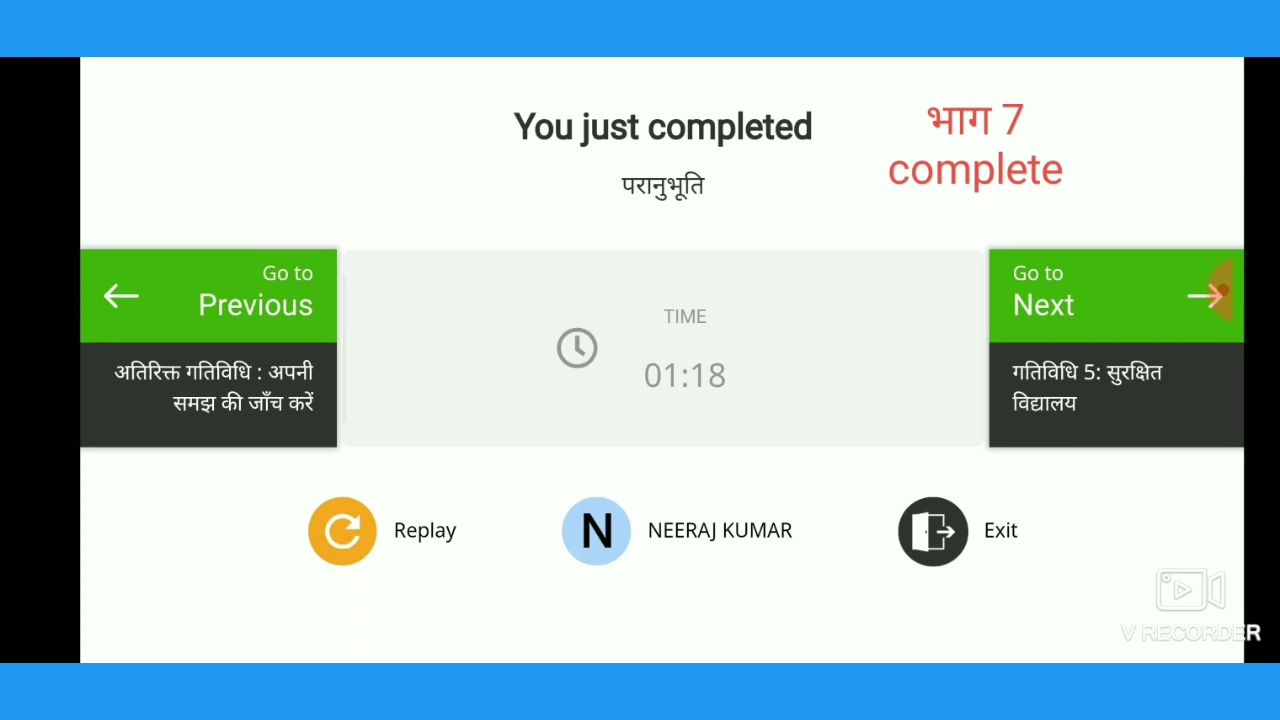 You just completed
परानुभूति
भाग 7
complete
Go to
Previous
अतिरिक्त गतिविधि : अपनी
समझ की जाँच करें
TIME
01:18
Go to
Next
गतिविधि 5: सुरक्षित
विद्यालय
Replay
N
NEERAJ KUMAR
Exit
V RECORDER